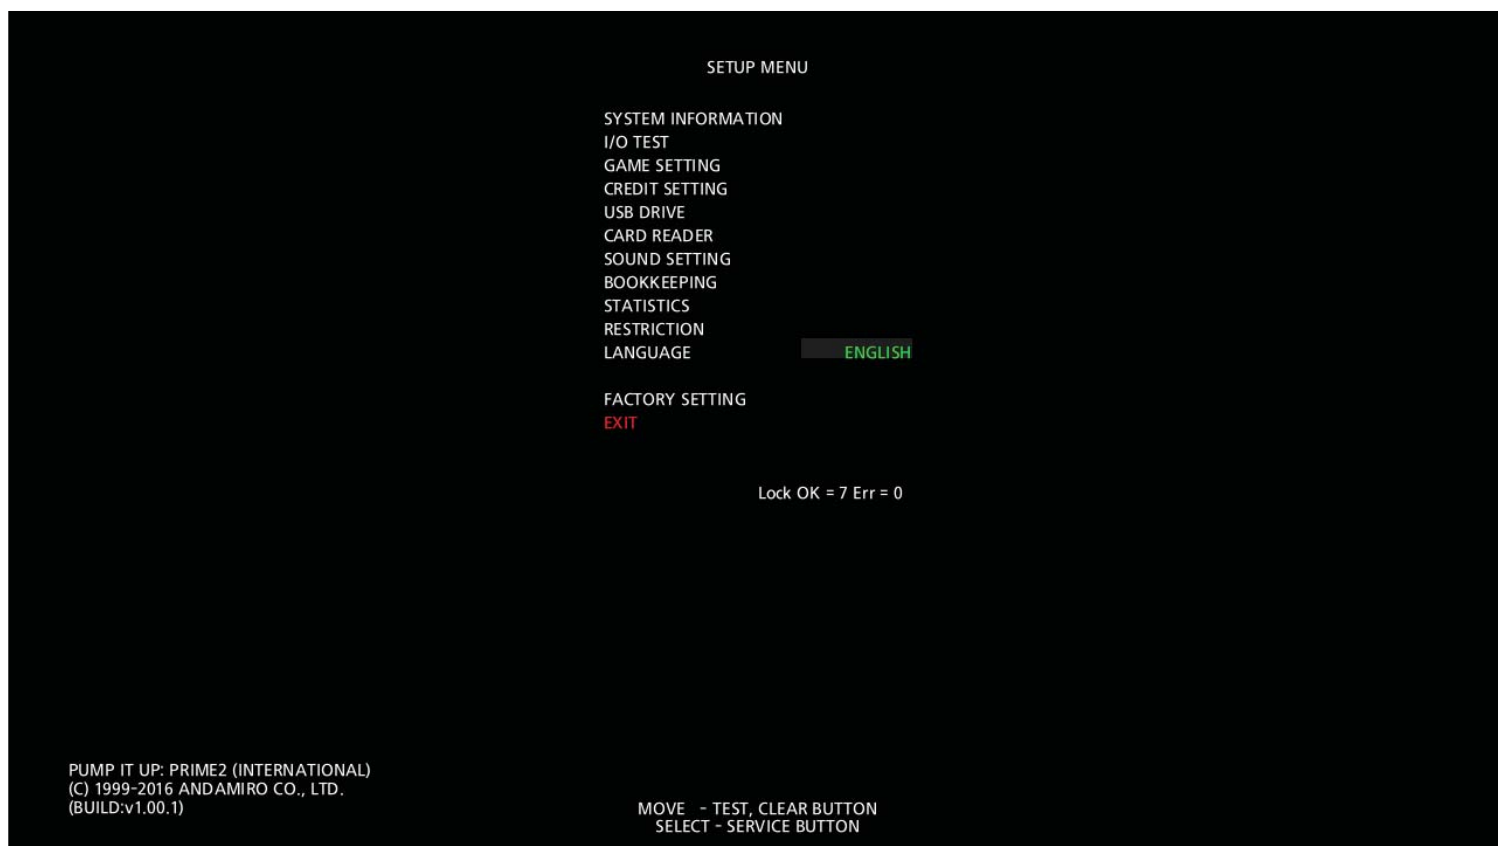 SETUP MENU
SYSTEM INFORMATION
I/O TEST
GAME SETTING
CREDIT SETTING
USB DRIVE
CARD READER
SOUND SETTING
BOOKKEEPING
STATISTICS
RESTRICTION
LANGUAGE ENGLISH
FACTORY SETTING
EXIT
Lock OK = 7 Err = 0
PUMP IT UP: PRIME2 (INTERNATIONAL)
(C) 1999-2016 ANDAMIRO CO., LTD.
(BUILD:v1.00.1)
MOVE - TEST, CLEAR BUTTON
SELECT - SERVICE BUTTON